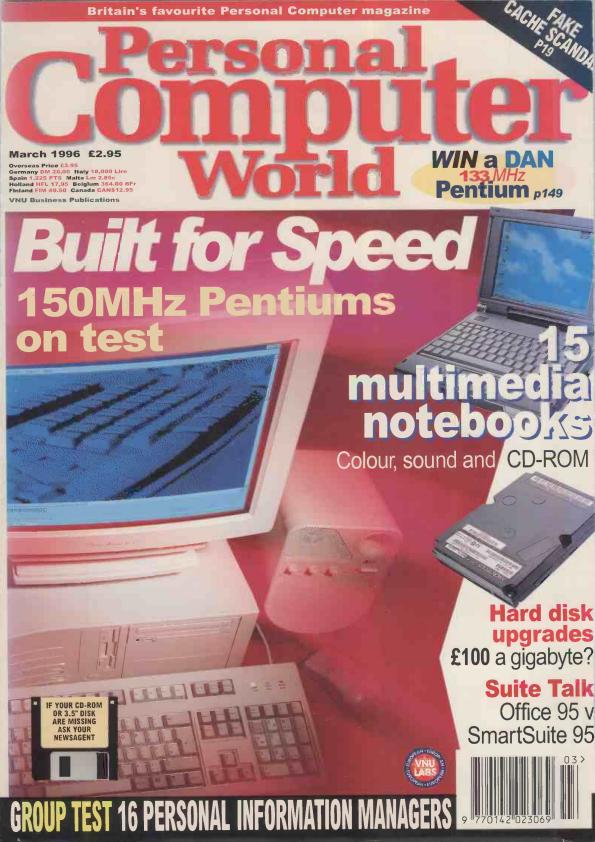 Britain's favourite Personal Computer magazine
FAKE
CACHE SCANDAL
P19
Personal
Computer
World
March 1996 £2.95
Overseas Price £3.95
Germany DM 20,00 Italy 18,000 Lire
Spain 1.225 PTS Malta Lm 2.85c
Holland HFL 17,95 Belgium 364.00 BFr
Finland FIM 49.50 Canada CAN$12.95
VNU Business Publications
WIN a DAN
133MHz
Pentium p149
Built for Speed
150MHz Pentiums
on test
15
multimedia
notebooks
Colour, sound and CD-ROM
Hard disk
upgrades
£100 a gigabyte?
Suite Talk
Office 95 v
SmartSuite 95
IF YOUR CD-ROM
OR 3.5" DISK
ARE MISSING
ASK YOUR
NEWSAGENT
VNU
LABS
EUROPEAN
03>
9 770142 023069
GROUP TEST 16 PERSONAL INFORMATION MANAGERS